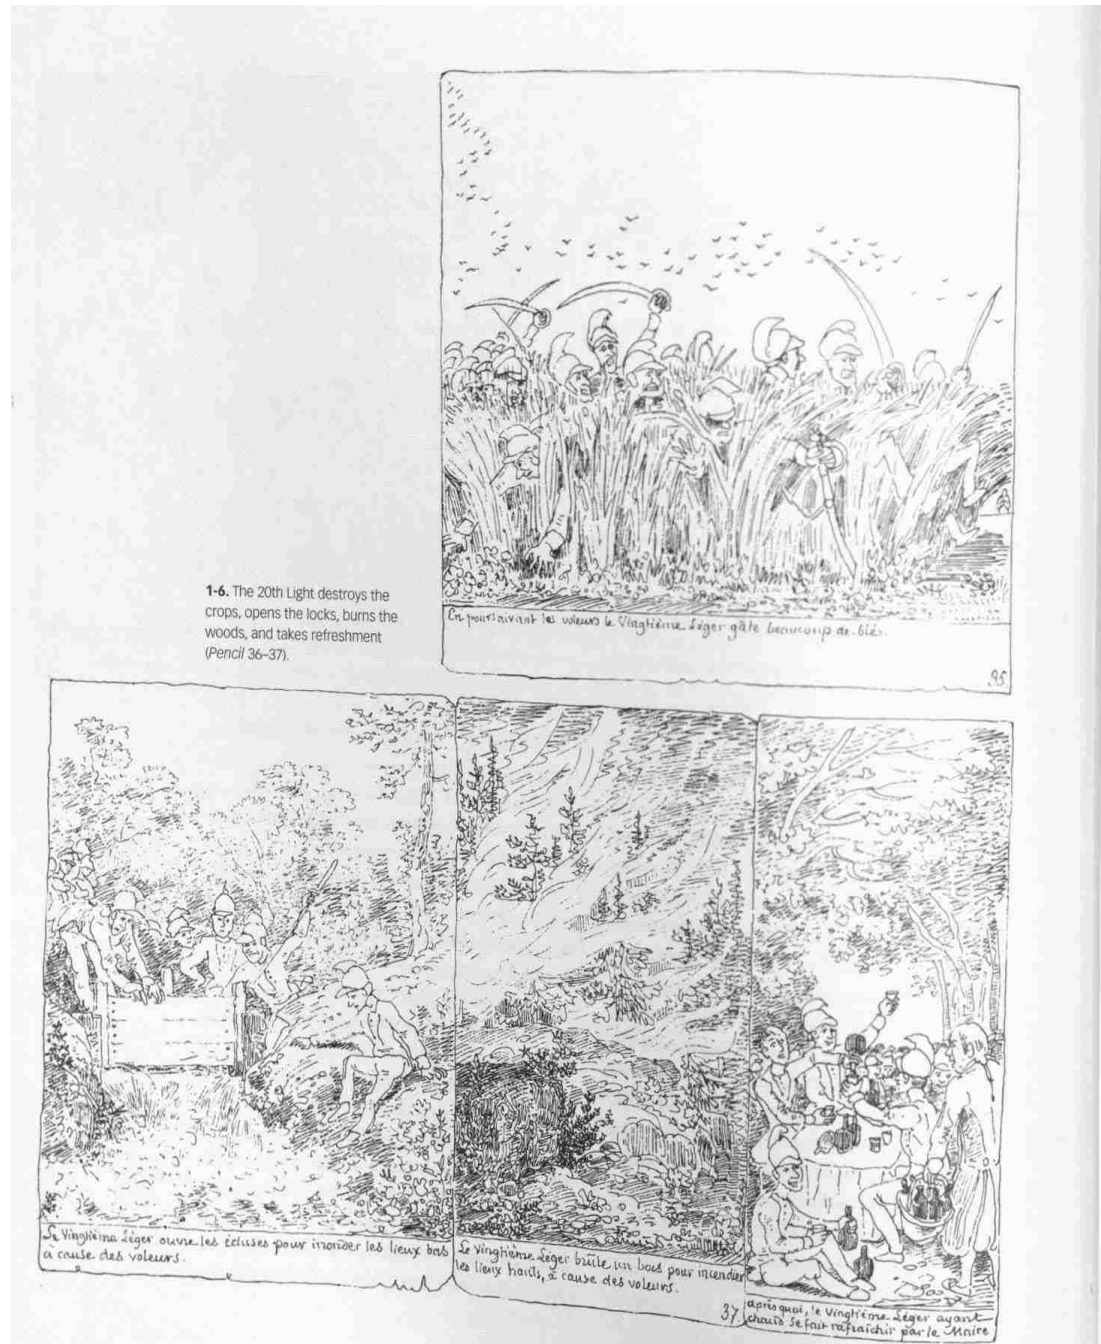 1-6. The 20th Light destroys the
crops, opens the locks, burns the
woods, and takes refreshment
(Pencil 36–37).
En poursuivant les voleurs le Vingtième Léger gâte beaucoup de blés.
Le Vingtième Léger ouvre les écluses pour inonder les lieux bas
à cause des voleurs.
Le Vingtième Léger brûle un bois pour incendier
les lieux hauts, à cause des voleurs.
37.
après quoi, le Vingtième Léger ayant
chaud se fait rafraîchir par le Maire